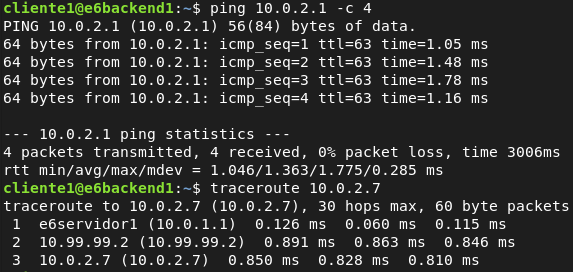 cliente1@e6backend1:~$ ping 10.0.2.1 -c 4
PING 10.0.2.1 (10.0.2.1) 56(84) bytes of data.
64 bytes from 10.0.2.1: icmp_seq=1 ttl=63 time=1.05 ms
64 bytes from 10.0.2.1: icmp_seq=2 ttl=63 time=1.48 ms
64 bytes from 10.0.2.1: icmp_seq=3 ttl=63 time=1.78 ms
64 bytes from 10.0.2.1: icmp_seq=4 ttl=63 time=1.16 ms
--- 10.0.2.1 ping statistics ---
4 packets transmitted, 4 received, 0% packet loss, time 3006ms
rtt min/avg/max/mdev = 1.046/1.363/1.775/0.285 ms
cliente1@e6backend1:~$ traceroute 10.0.2.7
traceroute to 10.0.2.7 (10.0.2.7), 30 hops max, 60 byte packets
1 e6servidor1 (10.0.1.1) 0.126 ms 0.060 ms 0.115 ms
2 10.99.99.2 (10.99.99.2) 0.891 ms 0.863 ms 0.846 ms
3 10.0.2.7 (10.0.2.7) 0.850 ms 0.828 ms 0.810 ms